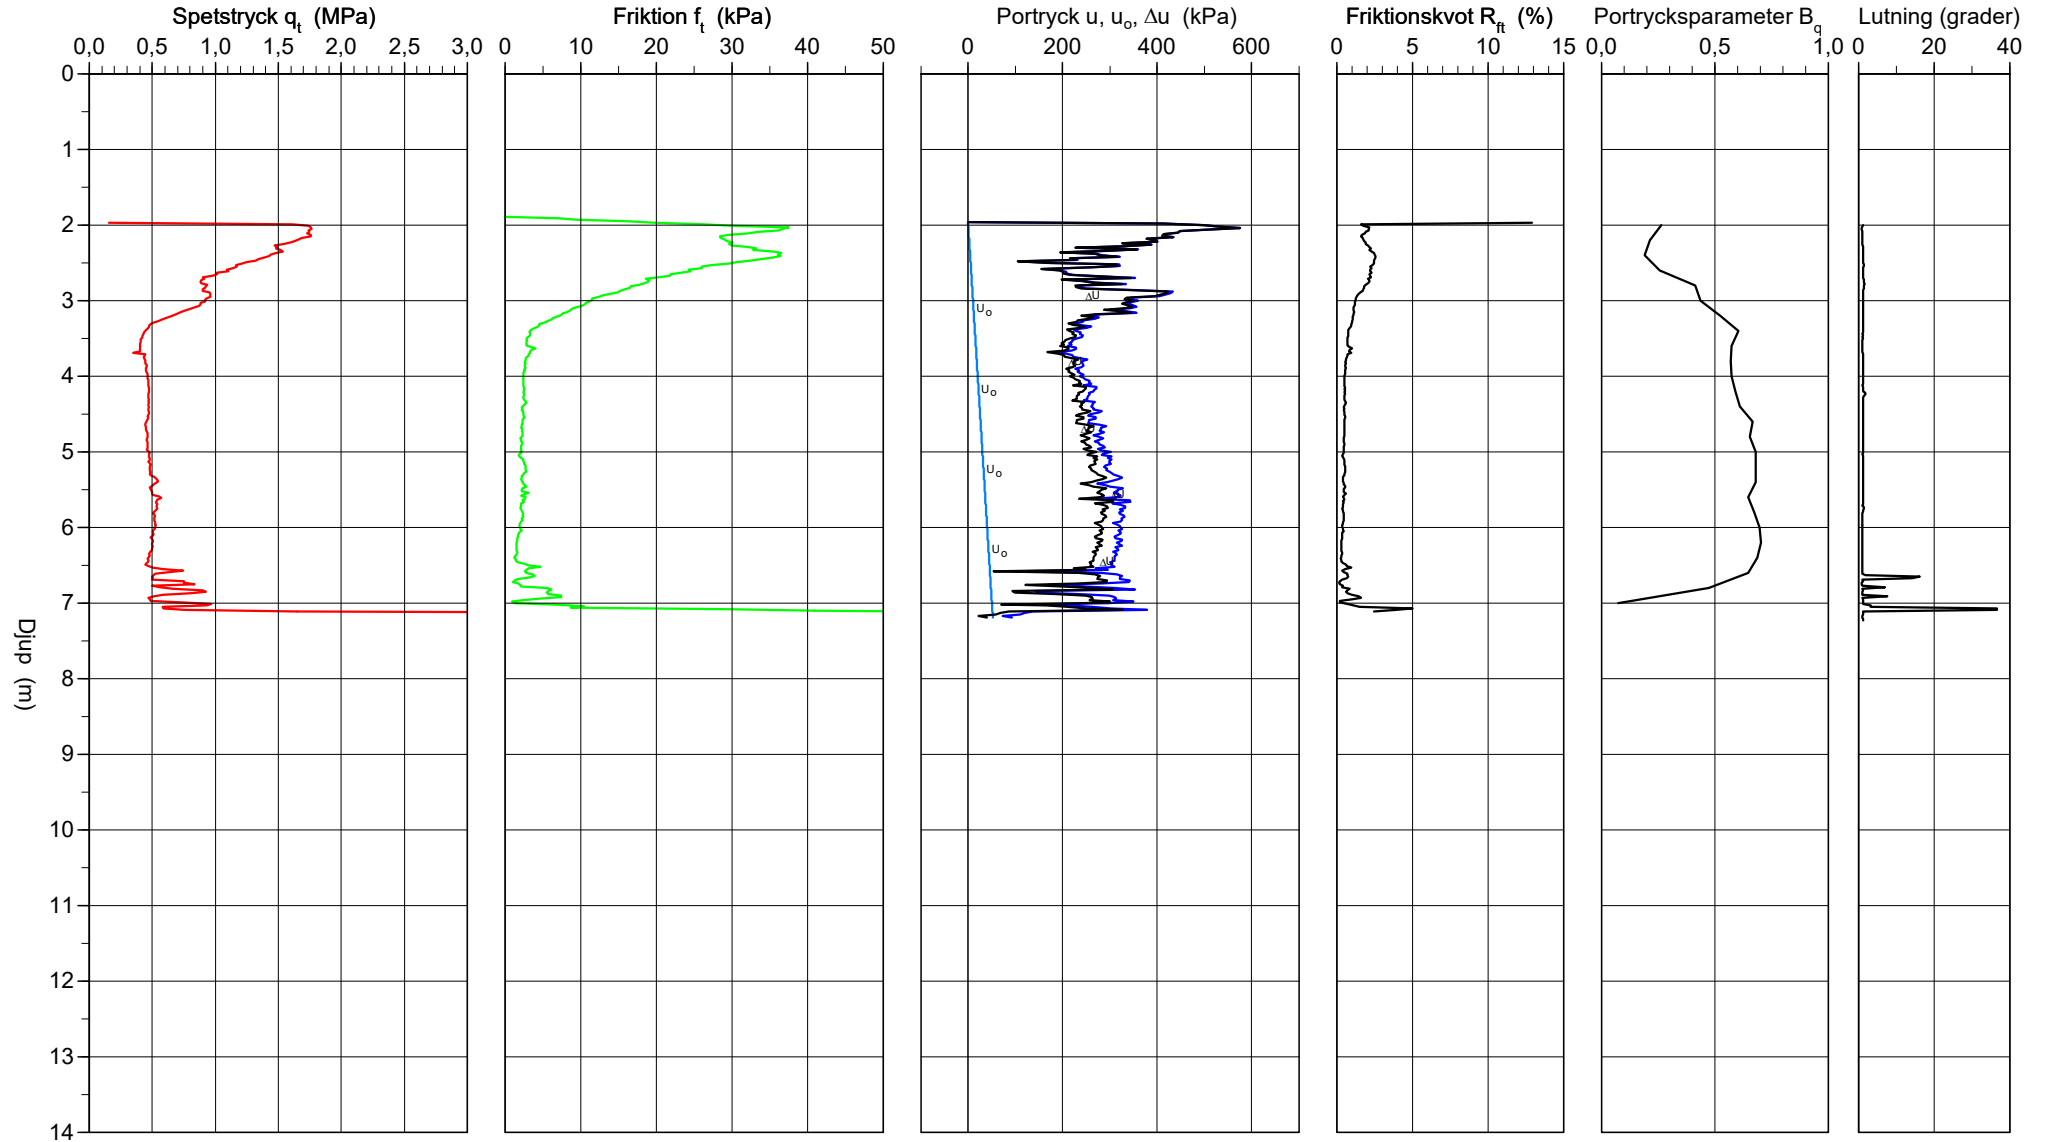 Spetstryck qt (MPa) Friktion ft (kPa) Portryck u, uo, Δu (kPa) Friktionskvot Rft (%) Portrycksparameter Bq Lutning (grader)
0,0 0,5 1,0 1,5 2,0 2,5 3,0 0 10 20 30 40 50 0 200 400 600 0 5 10 15 0,0 0,5 1,0 0 20 40
0
1
2
3 ΔU
Uo
4 ΔU
Uo
ΔU
5
Uo
ΔU
6
Uo
ΔU
7
Djup (m)
8
9
10
11
12
13
14